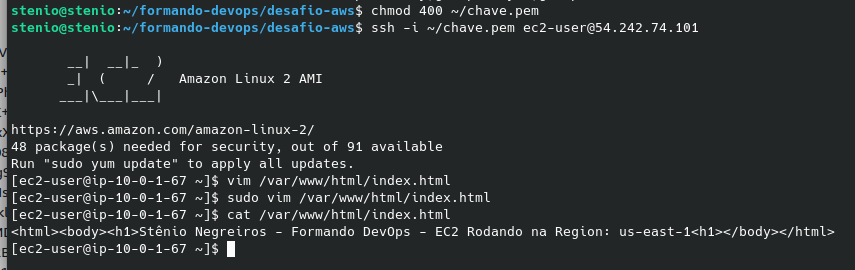 stenio@stenio:~/formando-devops/desafio-aws$ chmod 400 ~/chave.pem
stenio@stenio:~/formando-devops/desafio-aws$ ssh -i ~/chave.pem ec2-user@54.242.74.101
       __|  __|_  )
       _|  (     /   Amazon Linux 2 AMI
      ___|\___|___|
https://aws.amazon.com/amazon-linux-2/
48 package(s) needed for security, out of 91 available
Run "sudo yum update" to apply all updates.
[ec2-user@ip-10-0-1-67 ~]$ vim /var/www/html/index.html
[ec2-user@ip-10-0-1-67 ~]$ sudo vim /var/www/html/index.html
[ec2-user@ip-10-0-1-67 ~]$ cat /var/www/html/index.html
<html><body><h1>Stênio Negreiros - Formando DevOps - EC2 Rodando na Region: us-east-1<h1></body></html>
[ec2-user@ip-10-0-1-67 ~]$